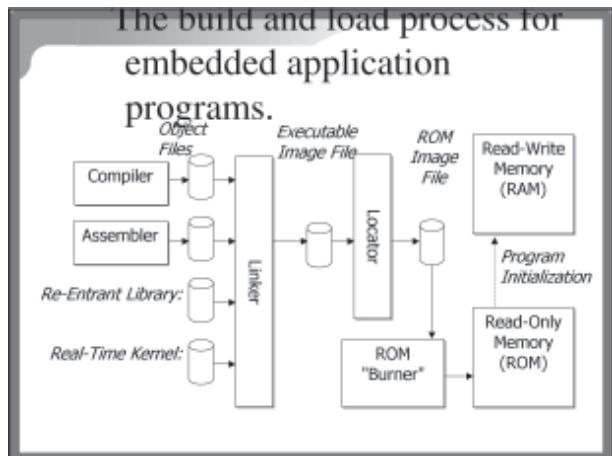 The build and load process for
embedded application
programs.
Object
Files
Executable
Image File
ROM
Image
File
Read-Write
Memory
(RAM)
Compiler
Assembler
Linker
Locator
Program
Initialization
Re-Entrant Library:
Real-Time Kernel:
ROM
"Burner"
Read-Only
Memory
(ROM)